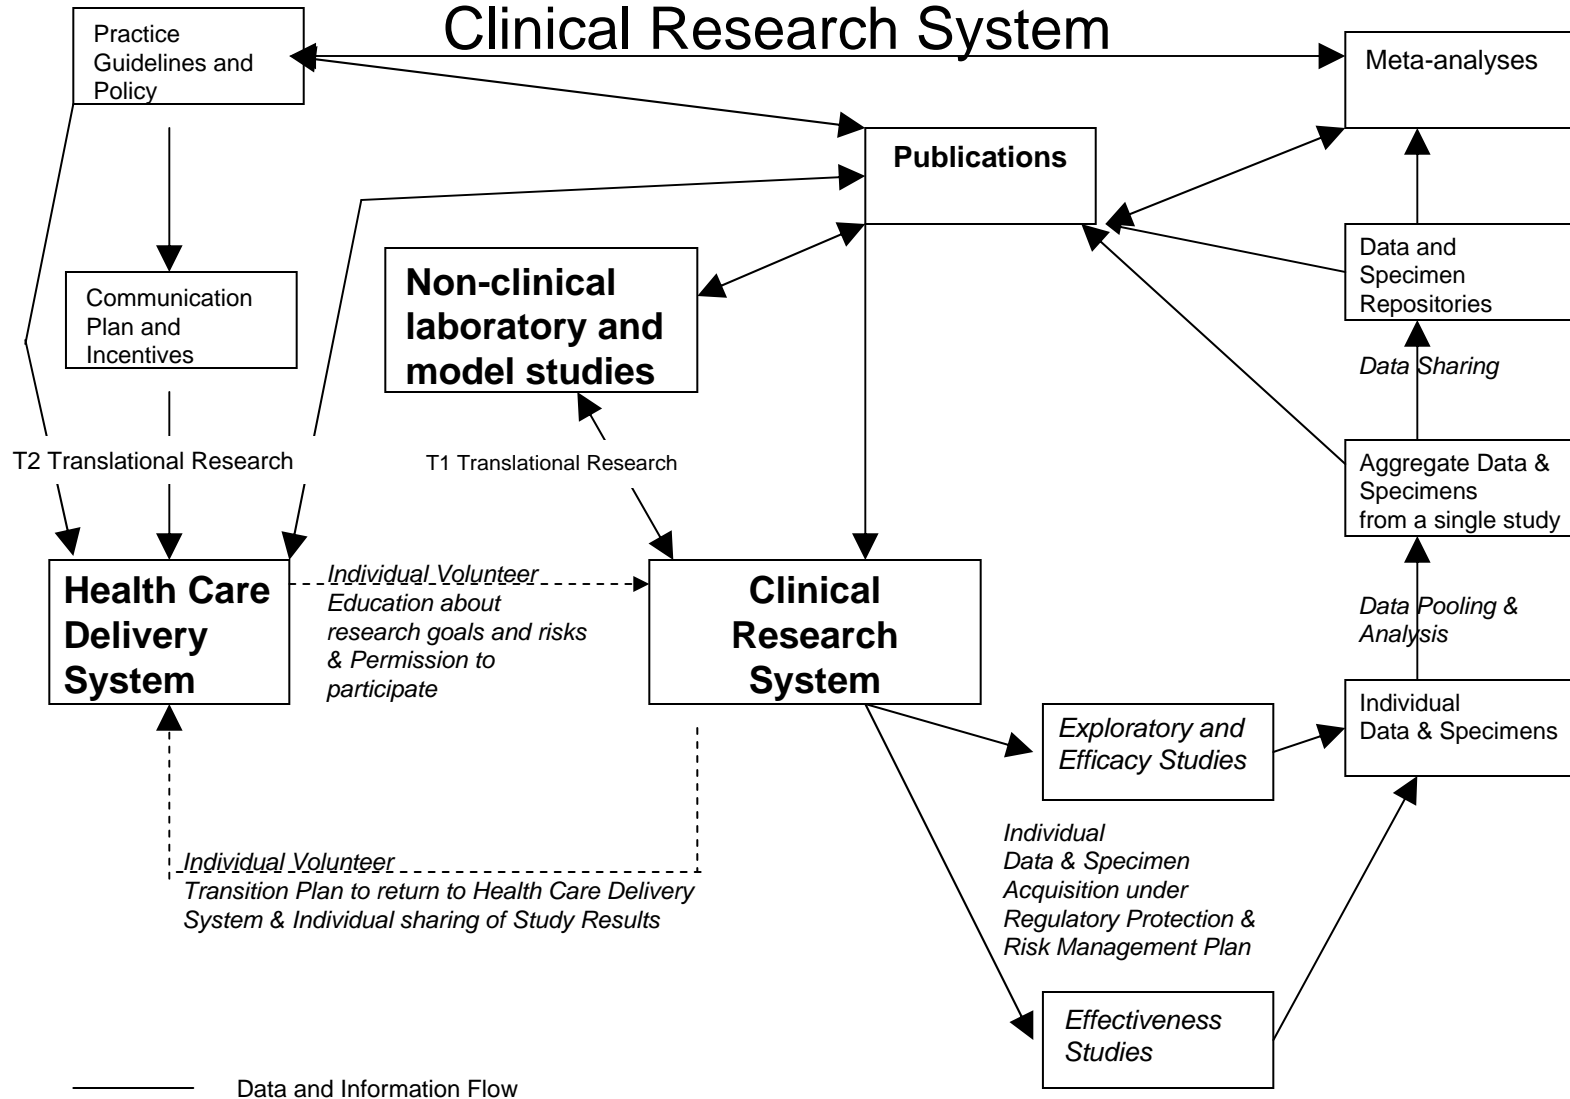 Clinical Research System
Practice
Guidelines and
Policy
Meta-analyses
Publications
Non-clinical
laboratory and
model studies
Data and
Specimen
Repositories
Communication
Plan and
Incentives
Data Sharing
T2 Translational Research
T1 Translational Research
Aggregate Data &
Specimens
from a single study
Health Care
Delivery
System
Individual Volunteer
Education about
research goals and risks
& Permission to
participate
Clinical
Research
System
Data Pooling &
Analysis
Individual
Data & Specimens
Exploratory and
Efficacy Studies
Individual Volunteer
Transition Plan to return to Health Care Delivery
System & Individual sharing of Study Results
Individual
Data & Specimen
Acquisition under
Regulatory Protection &
Risk Management Plan
Effectiveness
Studies
Data and Information Flow